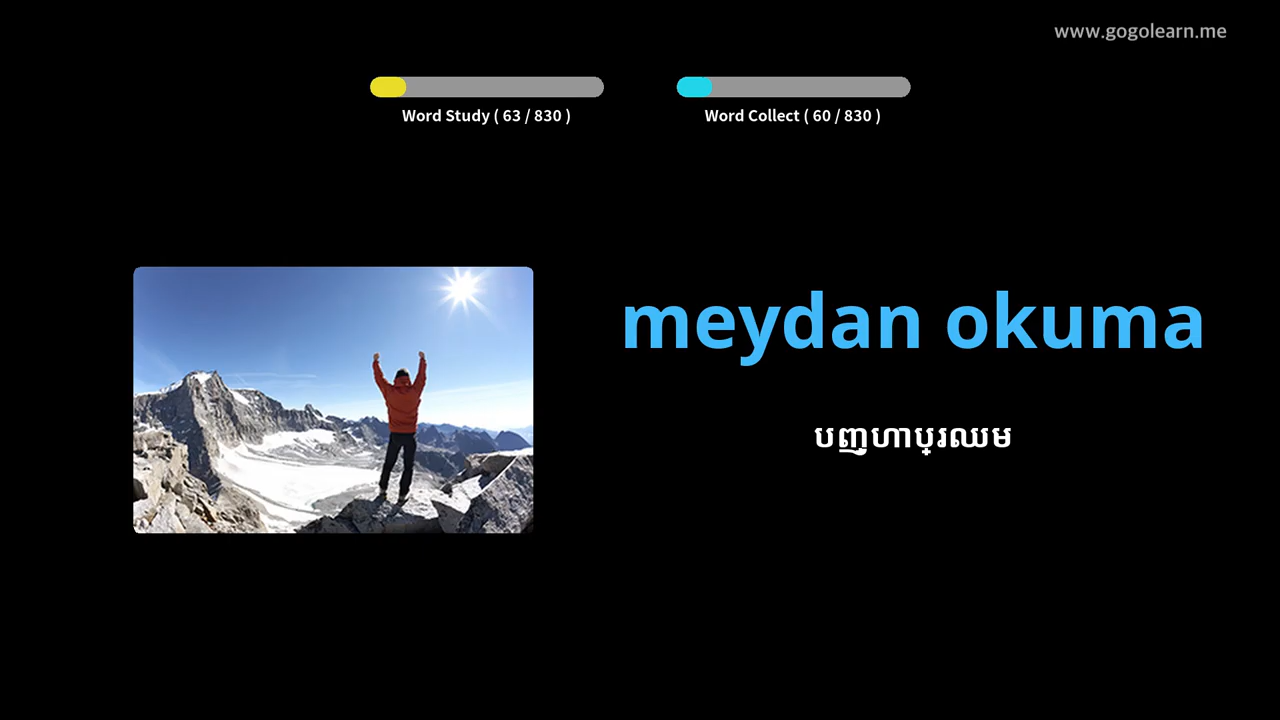 www.gogolearn.me
Word Study ( 63 / 830 )
Word Collect ( 60 / 830 )
meydan okuma
បញ្ហាប្រឈម